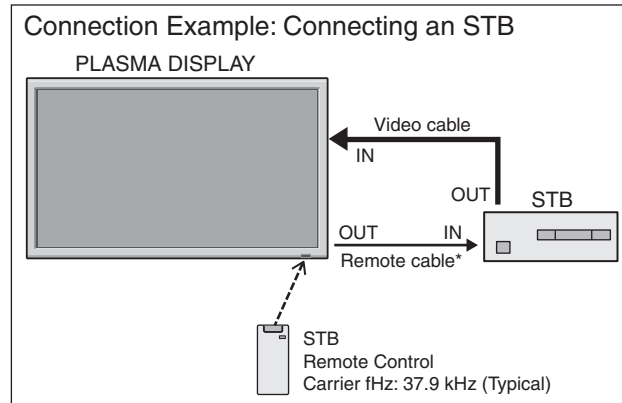 Connection Example: Connecting an STB
PLASMA DISPLAY
Video cable
IN
OUT
STB
OUT IN
Remote cable*
STB
Remote Control
Carrier fHz: 37.9 kHz (Typical)